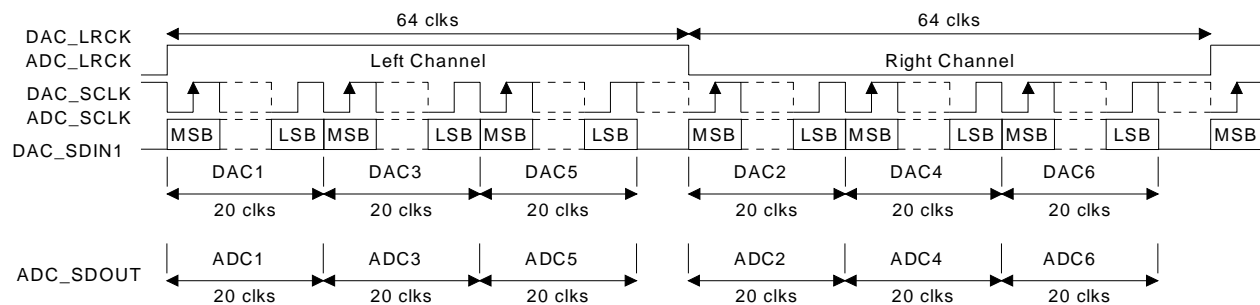 64 clks 64 clks
DAC_LRCK
ADC_LRCK Left Channel Right Channel
DAC_SCLK
ADC_SCLK
MSB LSB MSB LSB MSB LSB MSB LSB MSB LSB MSB LSB MSB
DAC_SDIN1
DAC1 DAC3 DAC5 DAC2 DAC4 DAC6
20 clks 20 clks 20 clks 20 clks 20 clks 20 clks
ADC1 ADC3 ADC5 ADC2 ADC4 ADC6
ADC_SDOUT
20 clks 20 clks 20 clks 20 clks 20 clks 20 clks